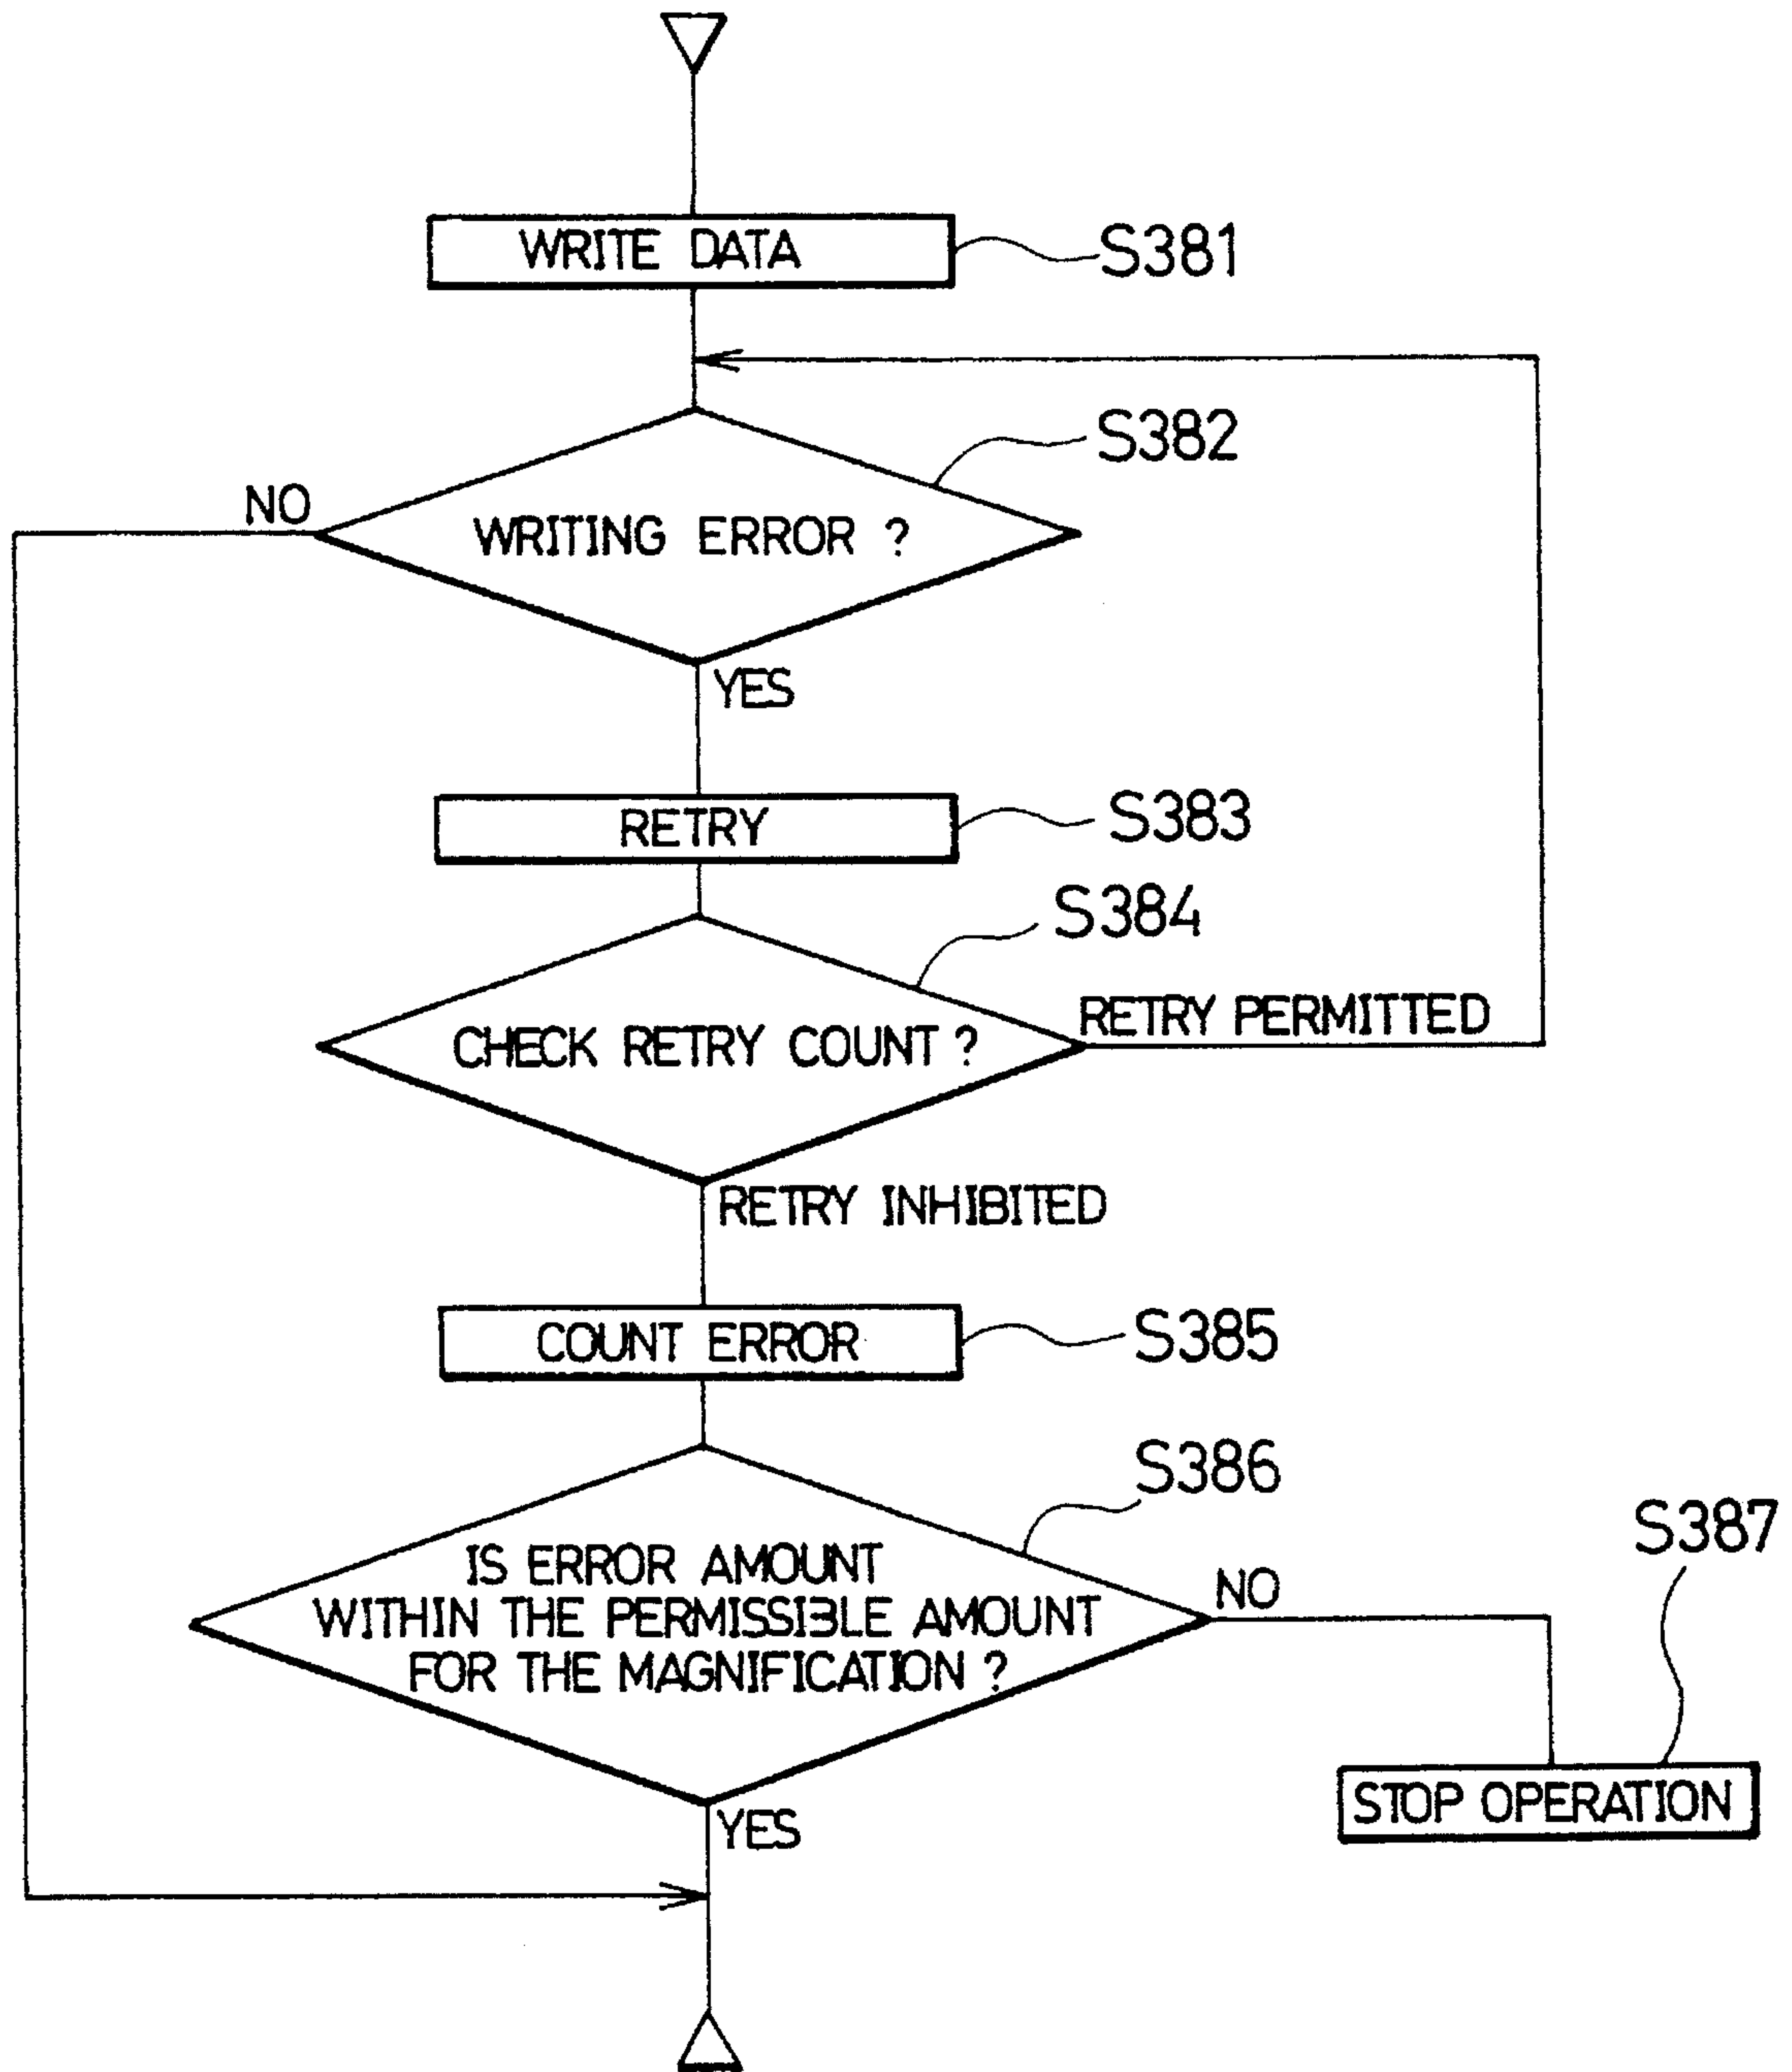 WRITE DATA
S381
S382
NO
WRITING ERROR ?
YES
RETRY
S383
S384
CHECK RETRY COUNT ?
RETRY PERMITTED
RETRY INHIBITED
COUNT ERROR
S385
S386
S387
IS ERROR AMOUNT
WITHIN THE PERMISSIBLE AMOUNT
FOR THE MAGNIFICATION ?
NO
STOP OPERATION
YES